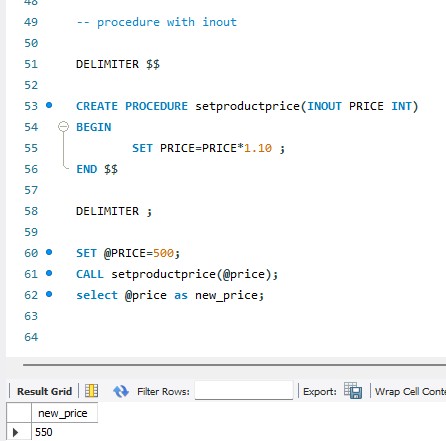 48
49 -- procedure with inout
50
51 DELIMITER $$
52
53 CREATE PROCEDURE setproductprice(INOUT PRICE INT)
54 BEGIN
55 SET PRICE=PRICE*1.10 ;
56 END $$
57
58 DELIMITER ;
59
60 SET @PRICE=500;
61 CALL setproductprice(@price);
62 select @price as new_price;
63
64
Result Grid Filter Rows: Export: Wrap Cell Conte
new_price
550